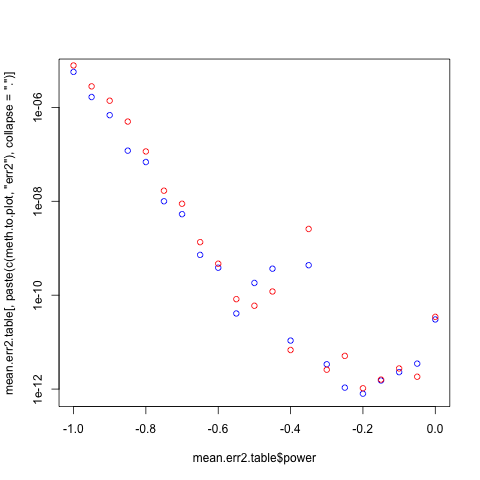 mean.err2.table[, paste(c(meth.to.plot, "err2"), collapse = ".")]
1e-06
1e-08
1e-10
1e-12
-1.0 -0.8 -0.6 -0.4 -0.2 0.0
mean.err2.table$power